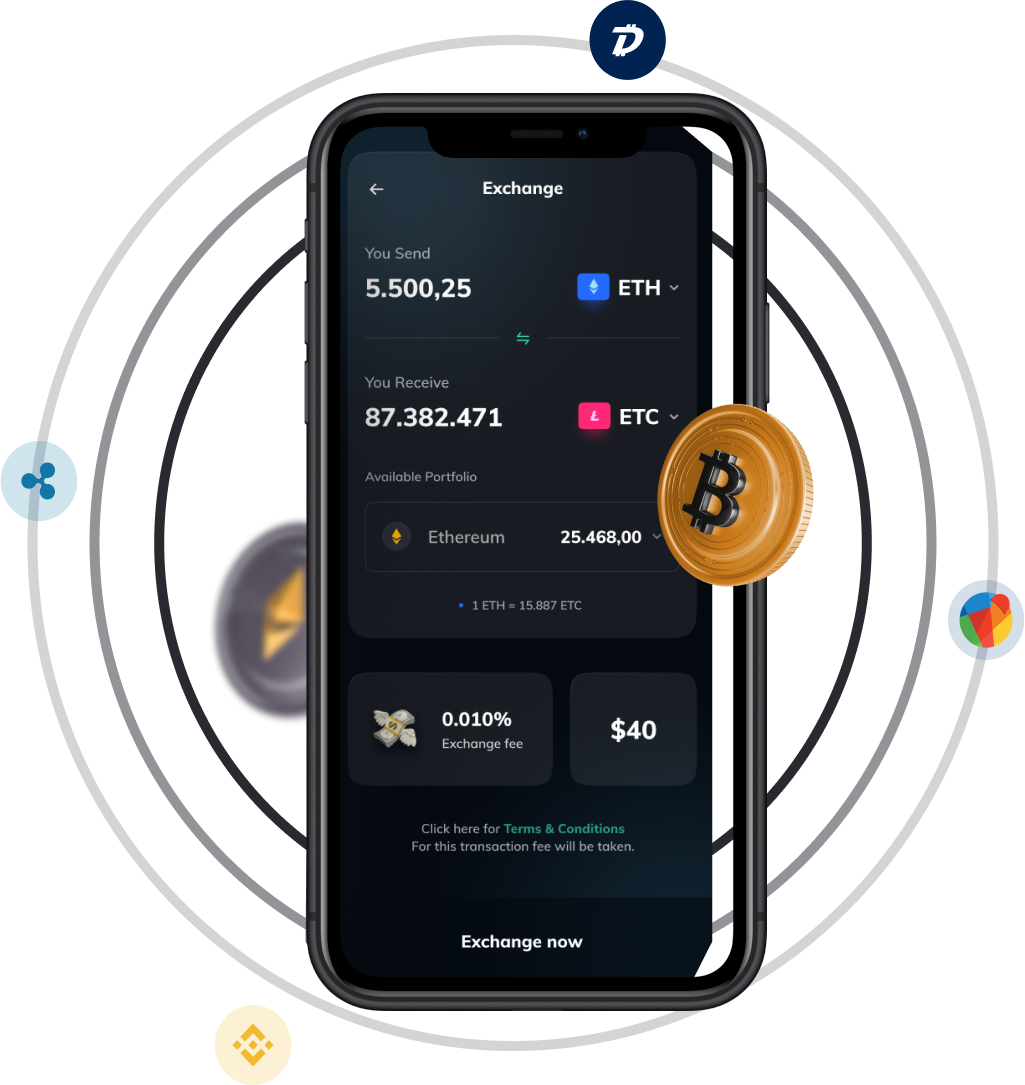 Exchange
You Send
5.500,25
ETH
You Receive
87.382.471
ETC
Available Portfolio
Ethereum
25.468,00
1 ETH = 15.887 ETC
0.010%
Exchange fee
$40
Click here for Terms & Conditions
For this transaction fee will be taken.
Exchange now